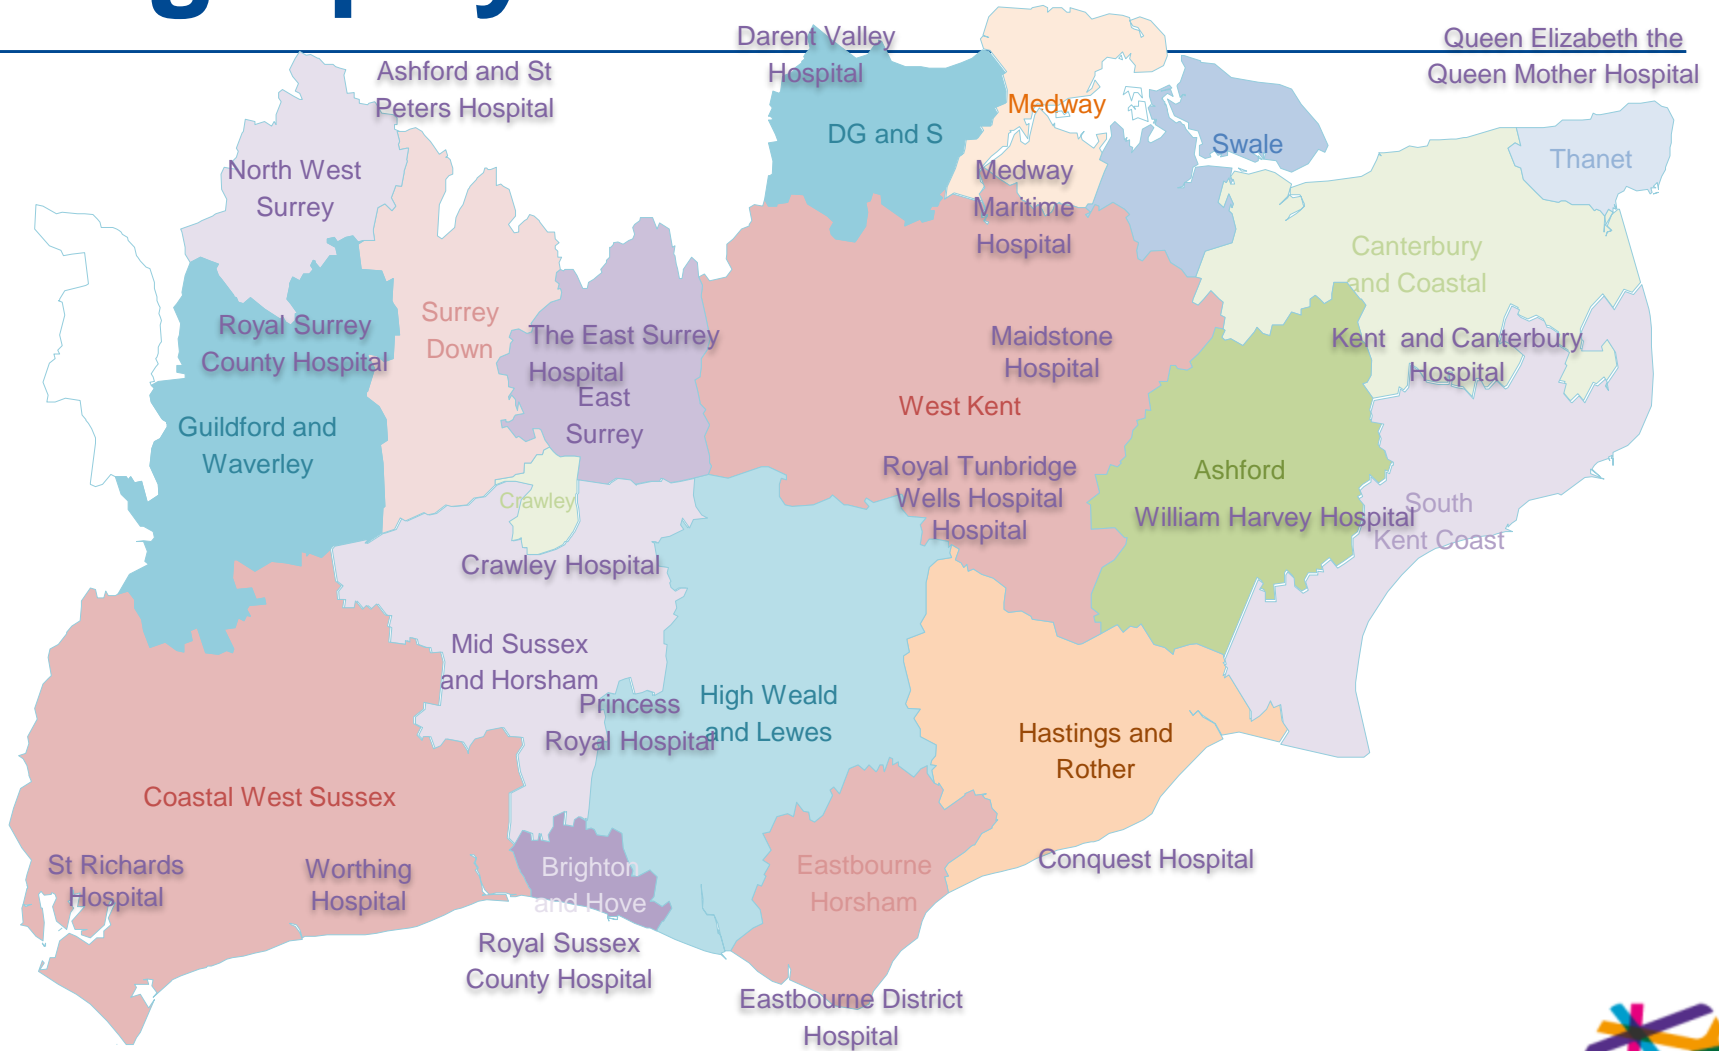 Darent Valley
Hospital
Queen Elizabeth the
Queen Mother Hospital
Ashford and St
Peters Hospital
Medway
DG and S
Swale
Thanet
North West
Surrey
Medway
Maritime
Hospital
Canterbury
and Coastal
Surrey
Down
Royal Surrey
County Hospital
The East Surrey
Hospital
East
Surrey
Maidstone
Hospital
Kent and Canterbury
Hospital
West Kent
Guildford and
Waverley
Royal Tunbridge
Wells Hospital
Hospital
Ashford
William Harvey Hospital
South
Kent Coast
Crawley
Crawley Hospital
Mid Sussex
and Horsham
Princess
Royal Hospital
High Weald
and Lewes
Hastings and
Rother
Coastal West Sussex
St Richards
Hospital
Worthing
Hospital
Brighton
and Hove
Eastbourne
Horsham
Conquest Hospital
Royal Sussex
County Hospital
Eastbourne District
Hospital